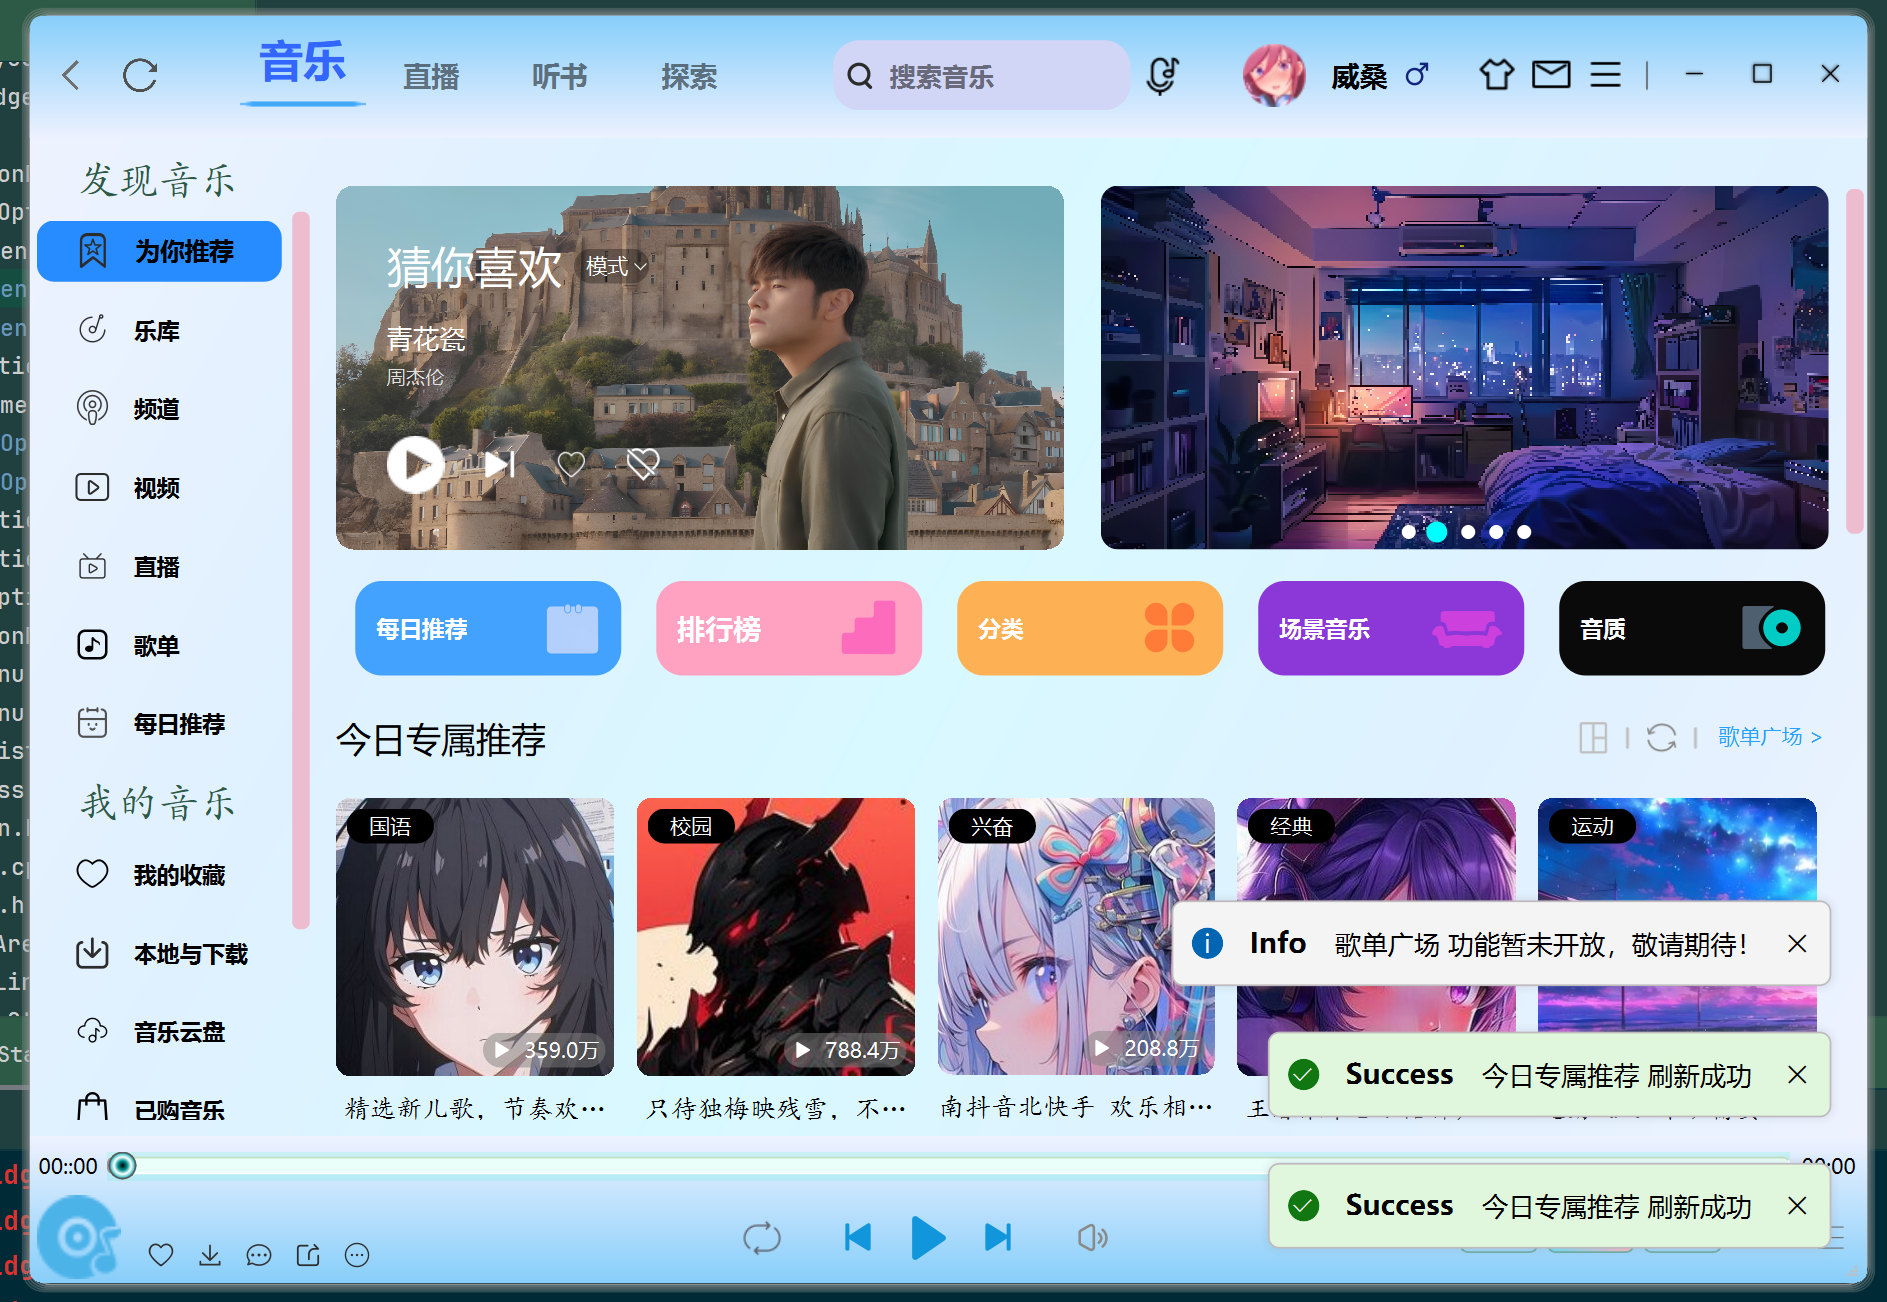 音乐
直播
听书
探索
搜索音乐
威桑
发现音乐
为你推荐
乐库
频道
视频
直播
歌单
每日推荐
我的音乐
我的收藏
本地与下载
音乐云盘
已购音乐
猜你喜欢 模式
青花瓷
周杰伦
每日推荐
排行榜
分类
场景音乐
音质
今日专属推荐
歌单广场 >
国语
校园
兴奋
经典
运动
359.0万
788.4万
208.8万
精选新儿歌，节奏欢…
只待独梅映残雪，不…
南抖音北快手 欢乐相…
Info 歌单广场 功能暂未开放，敬请期待！
Success 今日专属推荐 刷新成功
Success 今日专属推荐 刷新成功
00::00
:00